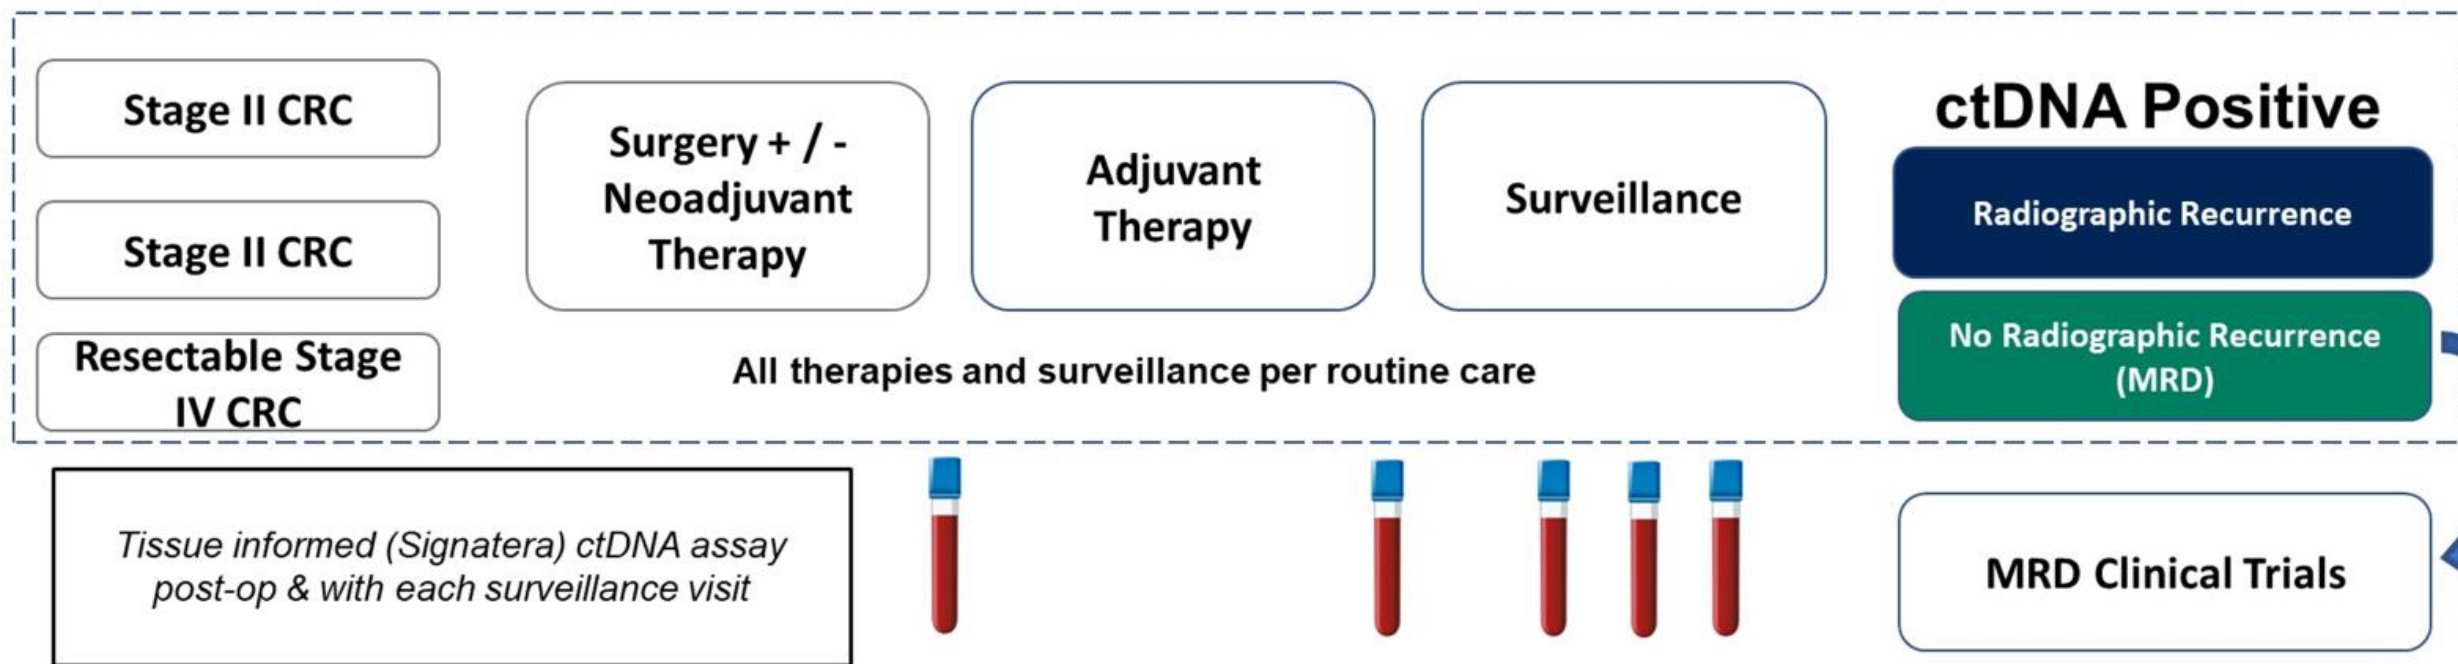 Stage II CRC
Stage II CRC
Resectable Stage
IV CRC
Surgery + / -
Neoadjuvant
Therapy
Adjuvant
Therapy
Surveillance
All therapies and surveillance per routine care
ctDNA Positive
Radiographic Recurrence
No Radiographic Recurrence
(MRD)
Tissue informed (Signatera) ctDNA assay
post-op & with each surveillance visit
MRD Clinical Trials